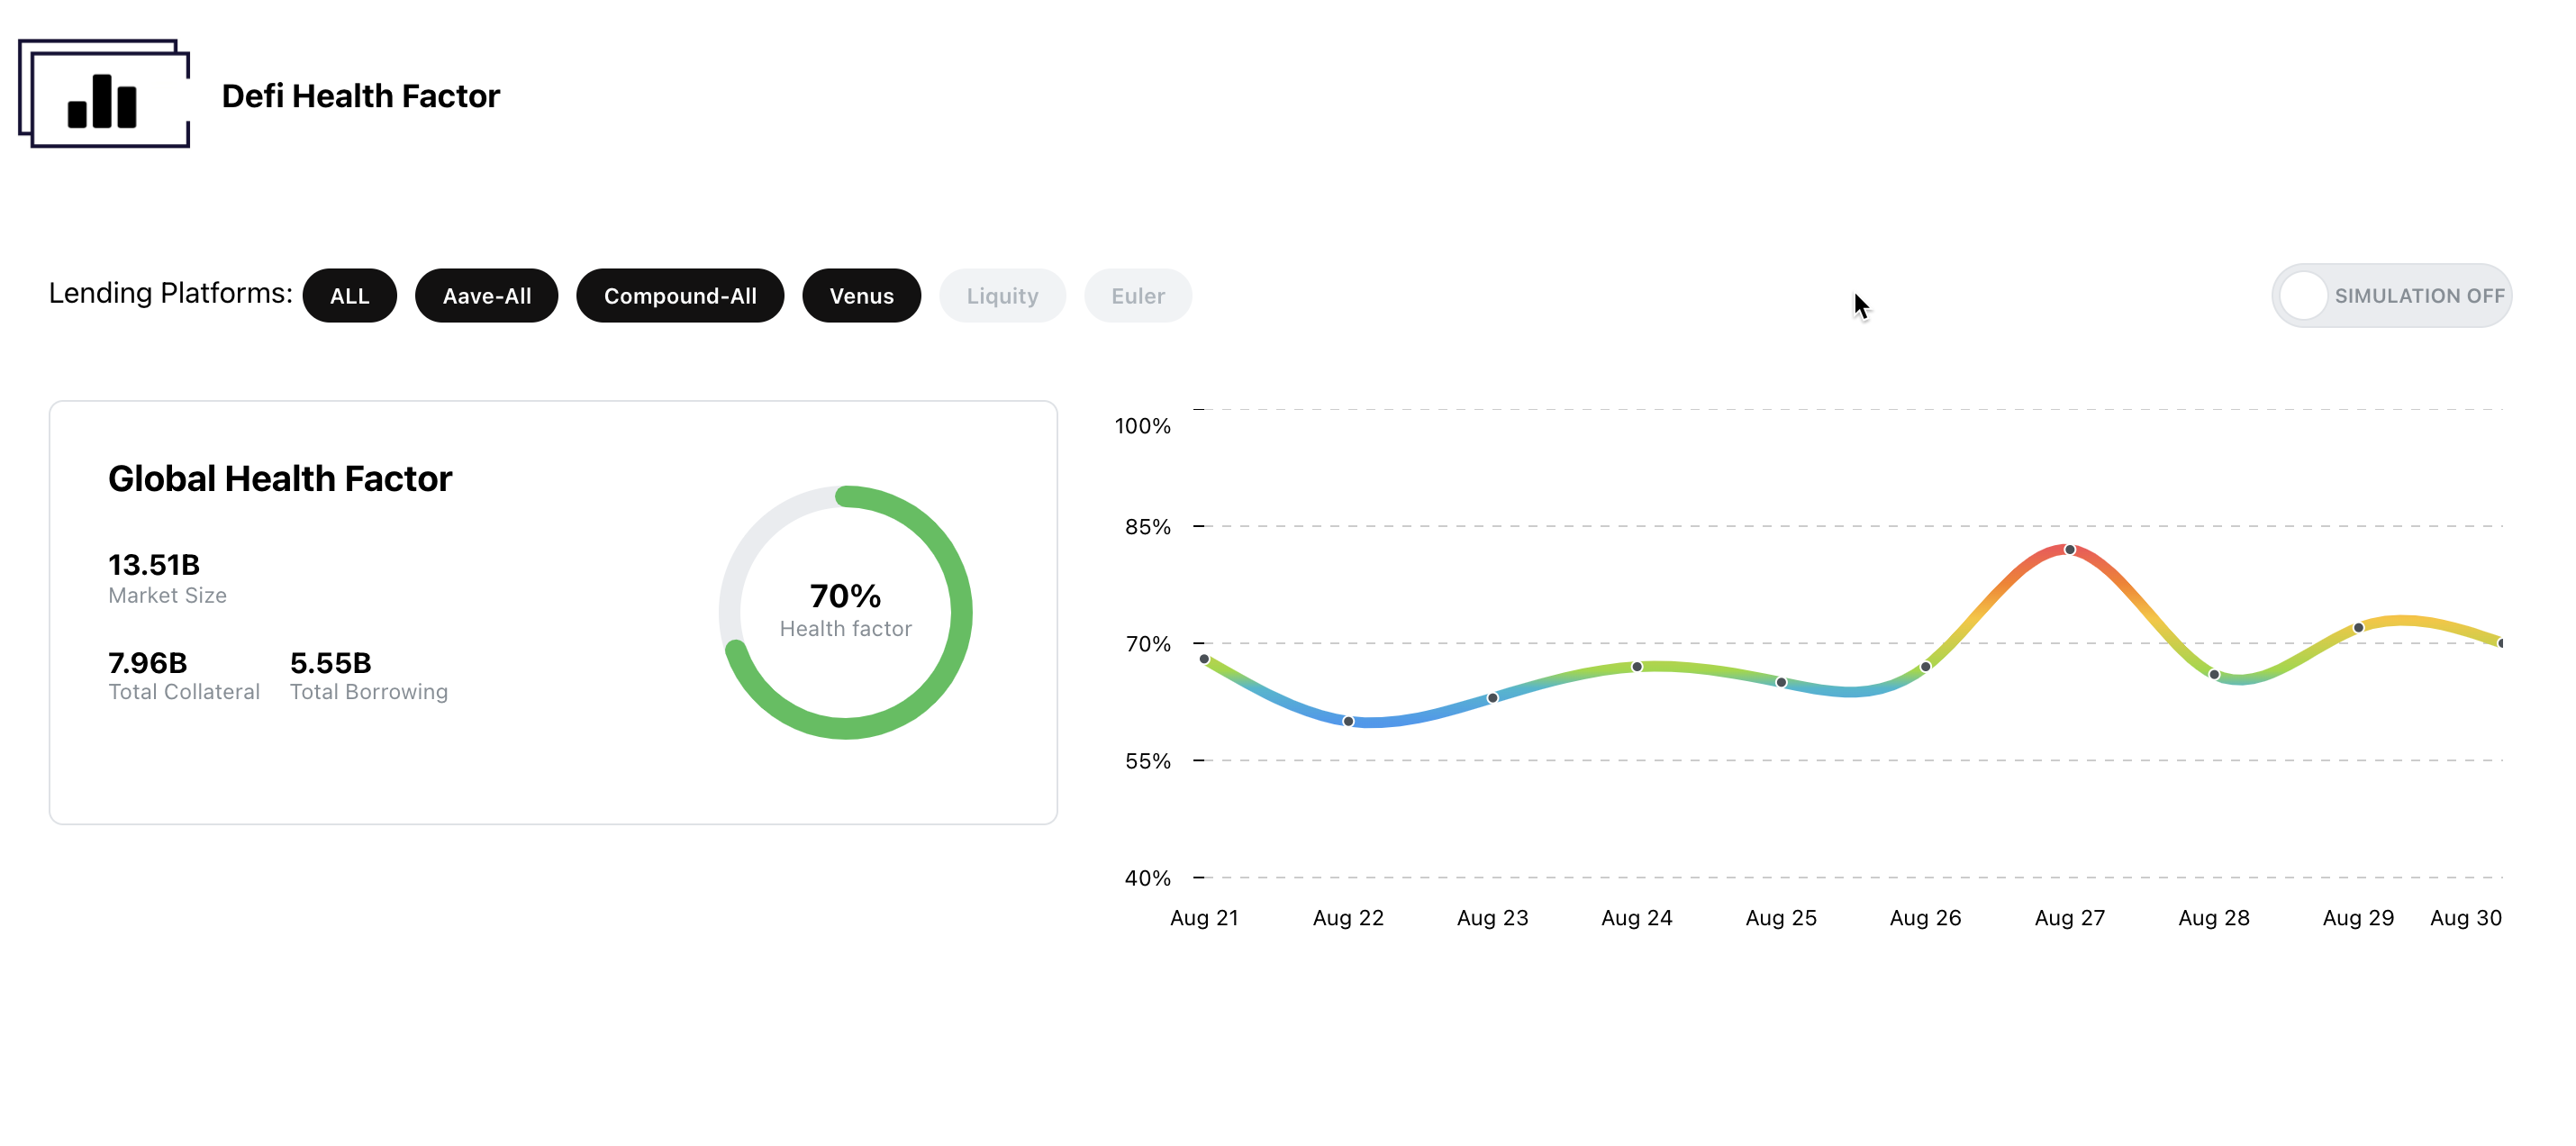 Defi Health Factor
Lending Platforms: ALL Aave-All Compound-All Venus Liquity Euler SIMULATION OFF
Global Health Factor
13.51B
Market Size
7.96B 5.55B
Total Collateral Total Borrowing
70%
Health factor
100%
85%
70%
55%
40%
Aug 21 Aug 22 Aug 23 Aug 24 Aug 25 Aug 26 Aug 27 Aug 28 Aug 29 Aug 30